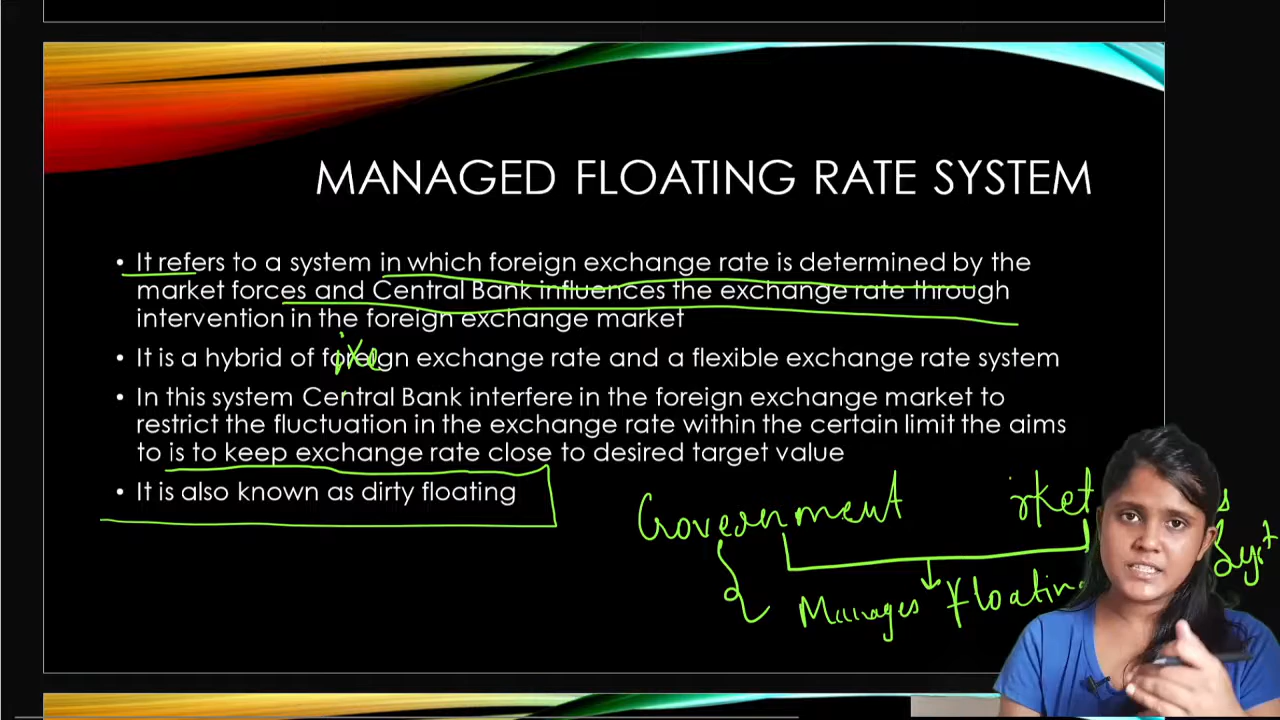 MANAGED FLOATING RATE SYSTEM
• It refers to a system in which foreign exchange rate is determined by the
market forces and Central Bank influences the exchange rate through
intervention in the foreign exchange market
ixe
• It is a hybrid of foreign exchange rate and a flexible exchange rate system
• In this system Central Bank interfere in the foreign exchange market to
restrict the fluctuation in the exchange rate within the certain limit the aims
to is to keep exchange rate close to desired target value
• It is also known as dirty floating
Government rket s
Manages Floating